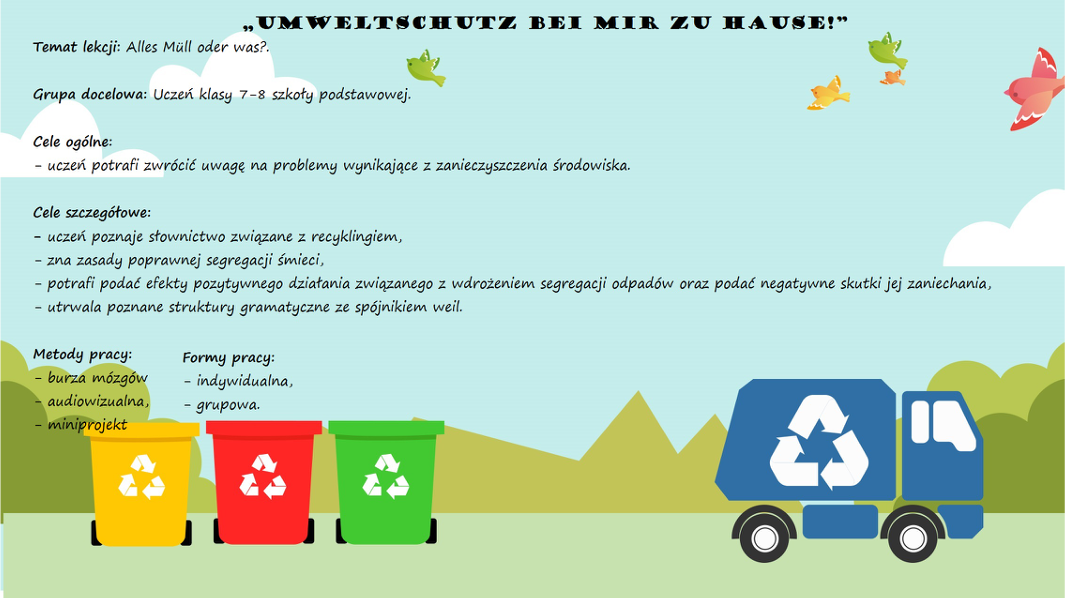 „UMWELTSCHUTZ BEI MIR ZU HAUSE!”
Temat lekcji: Alles Müll oder was?.
Grupa docelowa: Uczeń klasy 7-8 szkoły podstawowej.
Cele ogólne:
- uczeń potrafi zwrócić uwagę na problemy wynikające z zanieczyszczenia środowiska.
Cele szczegółowe:
- uczeń poznaje słownictwo związane z recyklingiem,
- zna zasady poprawnej segregacji śmieci,
- potrafi podać efekty pozytywnego działania związanego z wdrożeniem segregacji odpadów oraz podać negatywne skutki jej zaniechania,
- utrwala poznane struktury gramatyczne ze spójnikiem weil.
Metody pracy:
- burza mózgów
- audiowizualna,
- miniprojekt
Formy pracy:
- indywidualna,
- grupowa.